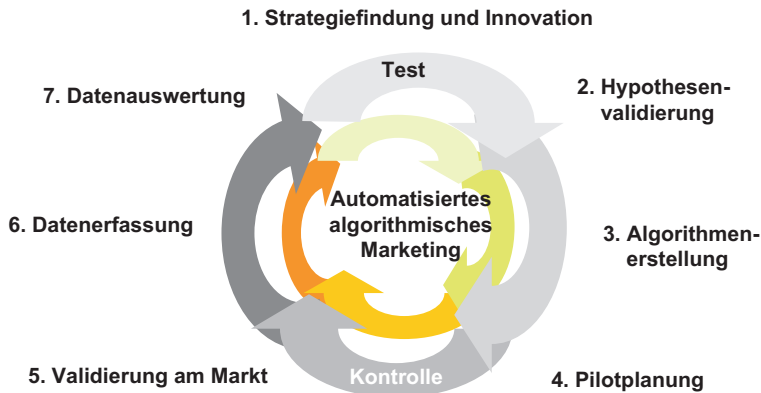 1. Strategiefindung und Innovation
Test
7. Datenauswertung
2. Hypothesen-
validierung
Automatisiertes
algorithmisches
Marketing
6. Datenerfassung
3. Algorithmen-
erstellung
5. Validierung am Markt
Kontrolle
4. Pilotplanung